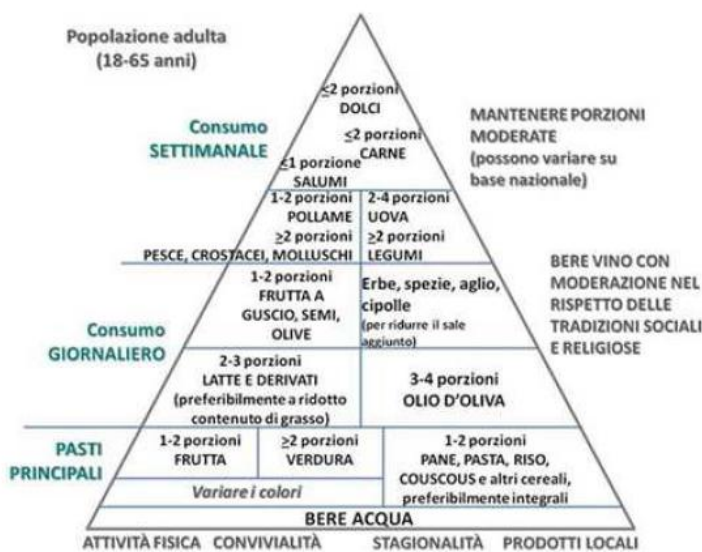 Popolazione adulta
(18-65 anni)
≤2 porzioni
DOLCI
Consumo
SETTIMANALE
≤2 porzioni
CARNE
≤1 porzione
SALUMI
MANTENERE PORZIONI
MODERATE
(possono variare su
base nazionale)
1-2 porzioni
POLLAME
≥2 porzioni
PESCE, CROSTACEI, MOLLUSCHI
2-4 porzioni
UOVA
≥2 porzioni
LEGUMI
BERE VINO CON
MODERAZIONE NEL
RISPETTO DELLE
TRADIZIONI SOCIALI
E RELIGIOSE
Consumo
GIORNALIERO
1-2 porzioni
FRUTTA A
GUSCIO, SEMI,
OLIVE
Erbe, spezie, aglio,
cipolle
(per ridurre il sale
aggiunto)
2-3 porzioni
LATTE E DERIVATI
(preferibilmente a ridotto
contenuto di grasso)
3-4 porzioni
OLIO D'OLIVA
PASTI
PRINCIPALI
1-2 porzioni
FRUTTA
≥2 porzioni
VERDURA
Variare i colori
1-2 porzioni
PANE, PASTA, RISO,
COUSCOUS e altri cereali,
preferibilmente integrali
BERE ACQUA
ATTIVITÀ FISICA CONVIVIALITÀ STAGIONALITÀ PRODOTTI LOCALI